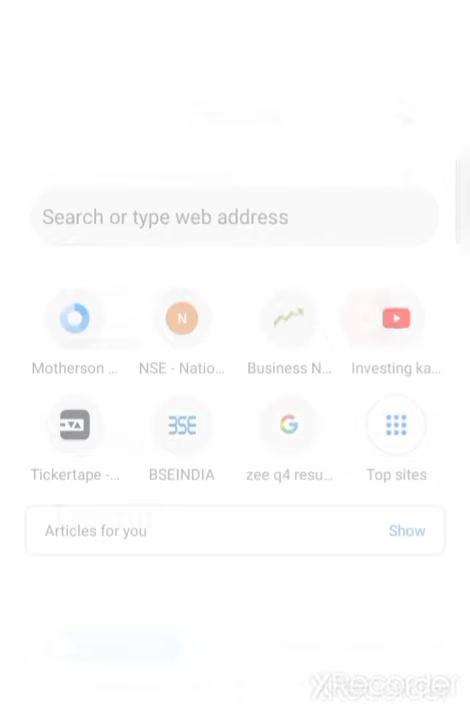 Search or type web address
Motherson ... NSE - Natio... Business N... Investing ka...
N
Tickertape -... BSEINDIA zee q4 resu... Top sites
BSE
G
Articles for you Show
XRecorder